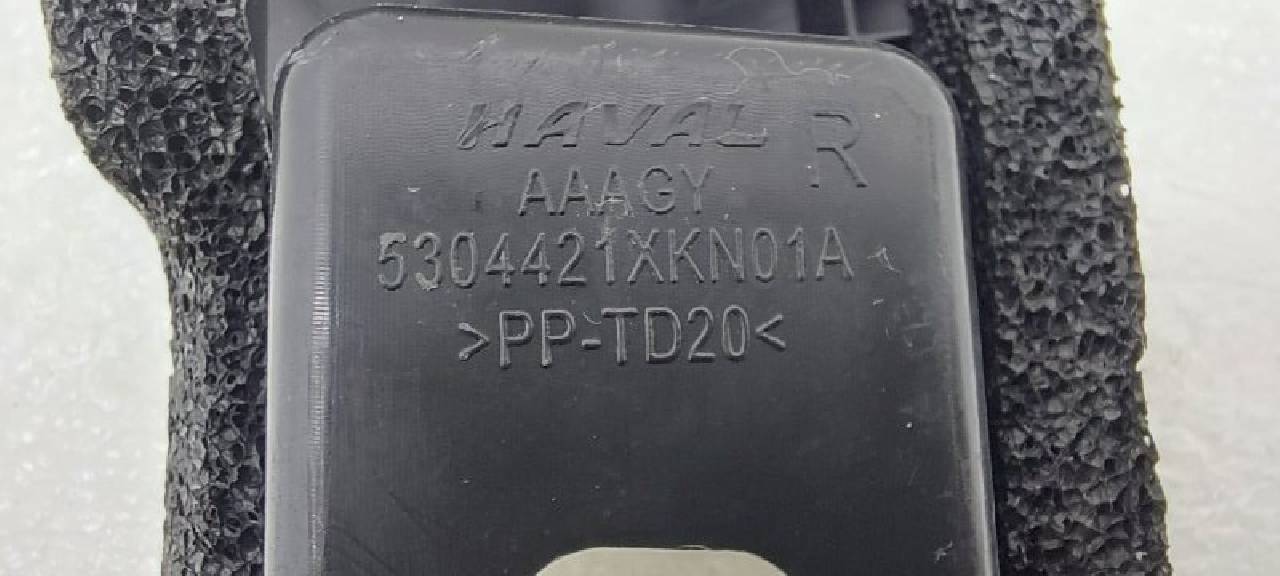 HAVAL R
AAAGY
5304421XKN01A
>PP-TD20<